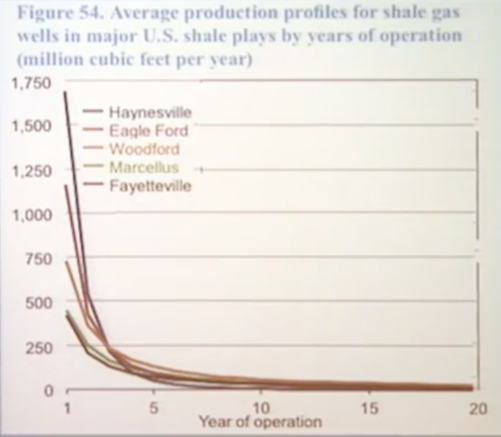 Figure 54. Average production profiles for shale gas
wells in major U.S. shale plays by years of operation
(million cubic feet per year)
1,750
1,500
1,250
1,000
750
500
250
0
Haynesville
Eagle Ford
Woodford
Marcellus
Fayetteville
1 5 10 15 20
Year of operation